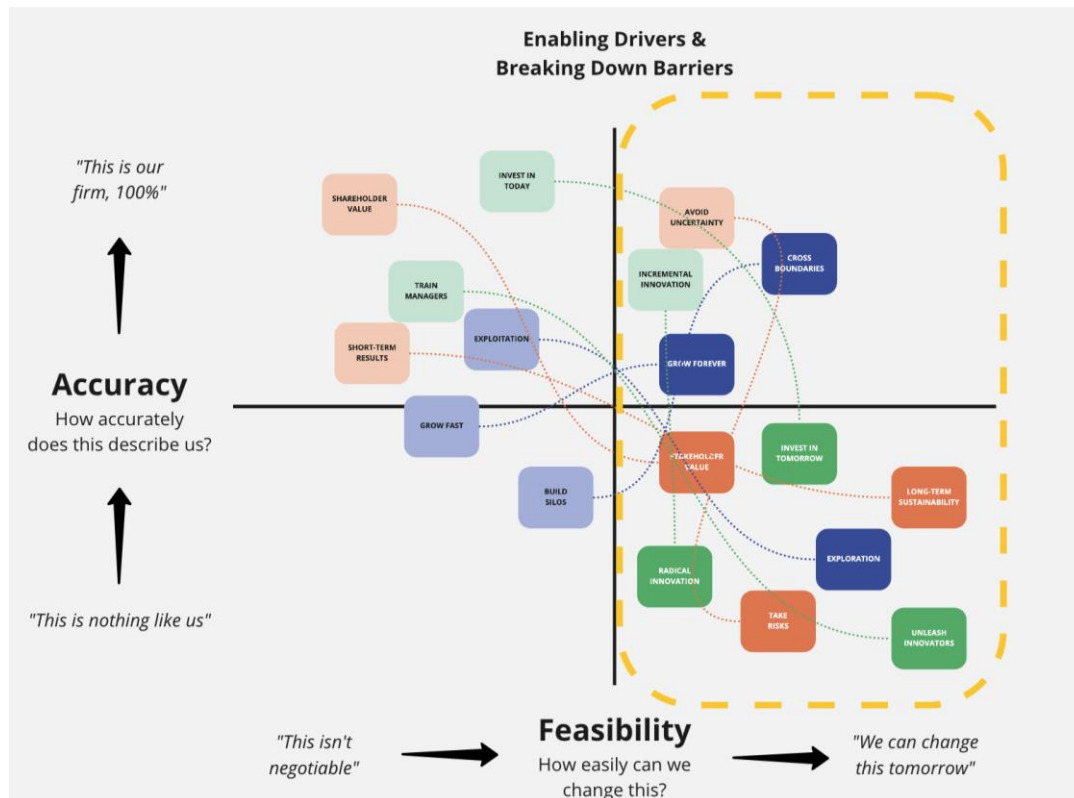 Enabling Drivers &
Breaking Down Barriers
"This is our
firm, 100%"
SHAREHOLDER
VALUE
INVEST IN
TODAY
AVOID
UNCERTAINTY
CROSS
BOUNDARIES
TRAIN
MANAGERS
INCREMENTAL
INNOVATION
SHORT-TERM
RESULTS
EXPLOITATION
GROW FOREVER
Accuracy
How accurately
does this describe us?
GROW FAST
STAKEHOLDER
VALUE
INVEST IN
TOMORROW
BUILD
SILOS
LONG-TERM
SUSTAINABILITY
RADICAL
INNOVATION
EXPLORATION
TAKE
RISKS
UNLEASH
INNOVATORS
"This is nothing like us"
"This isn't
negotiable"
Feasibility
How easily can we
change this?
"We can change
this tomorrow"